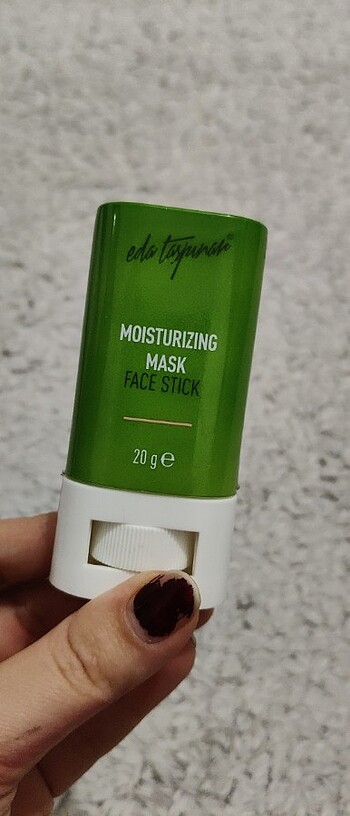 eda taşpınar®
MOISTURIZING
MASK
FACE STICK
20 g ℮